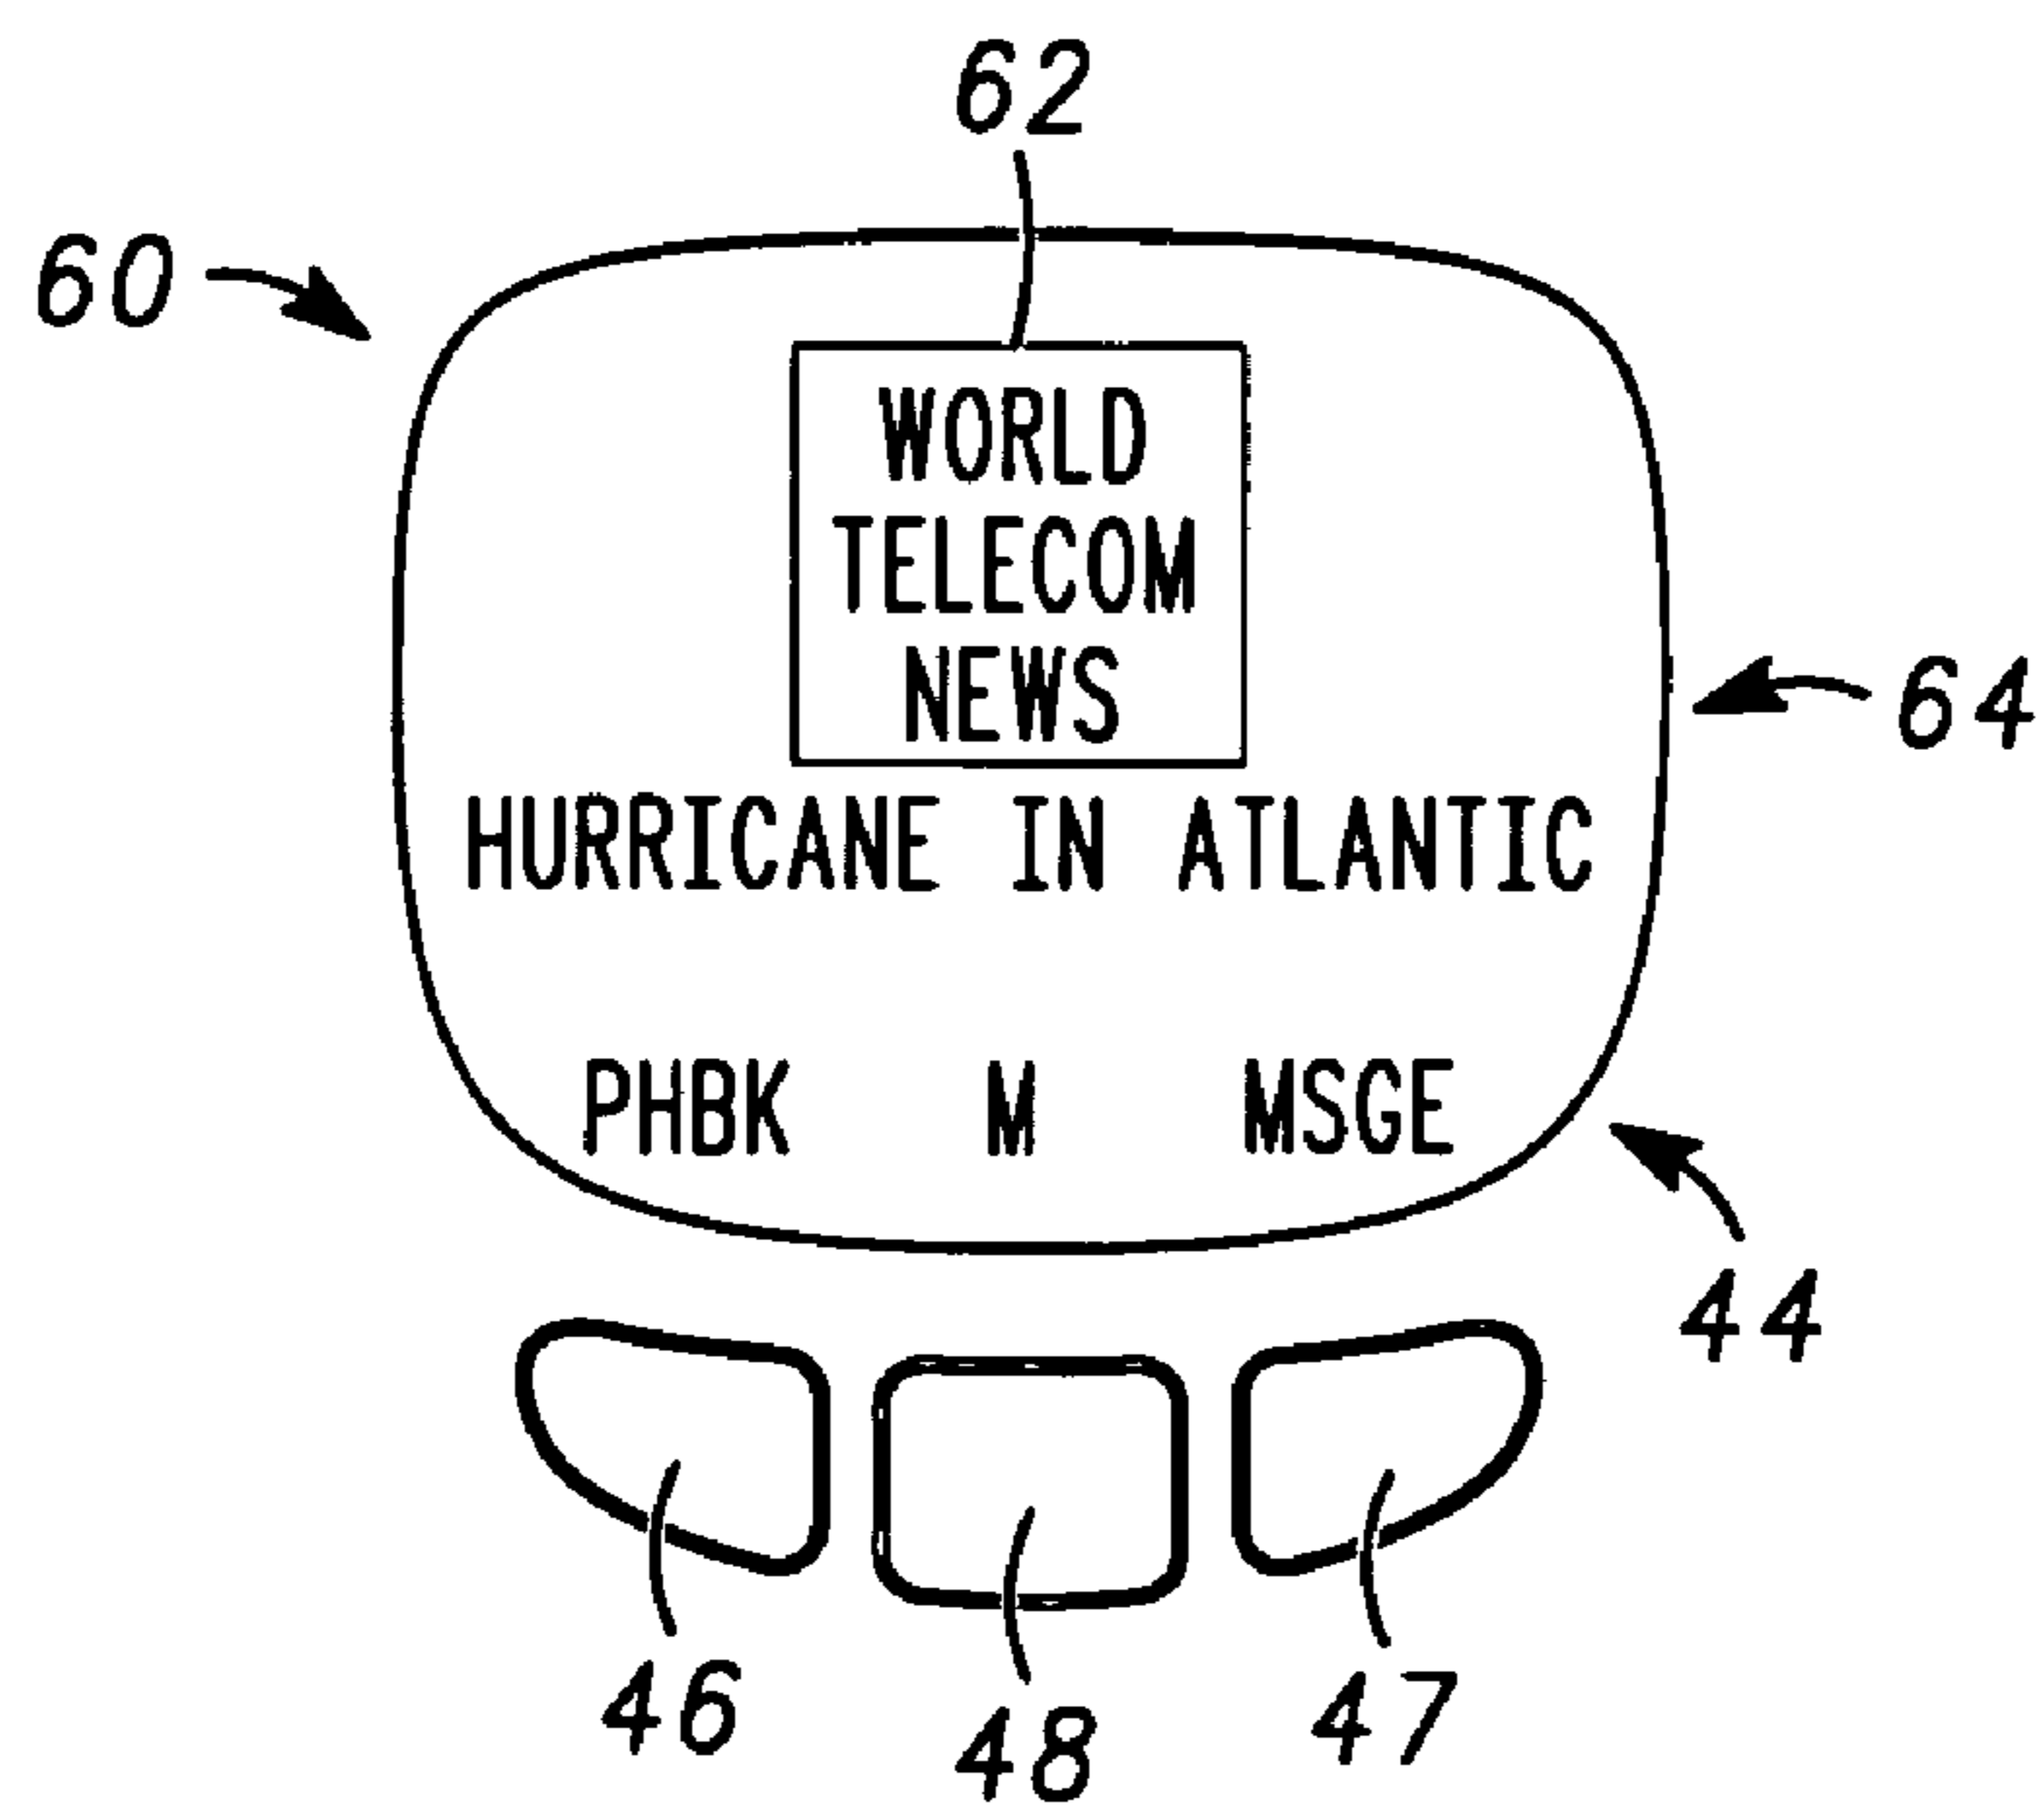 62
60
WORLD
TELECOM
NEWS
64
HURRICANE IN ATLANTIC
PHBK M MSGE
44
46 48 47